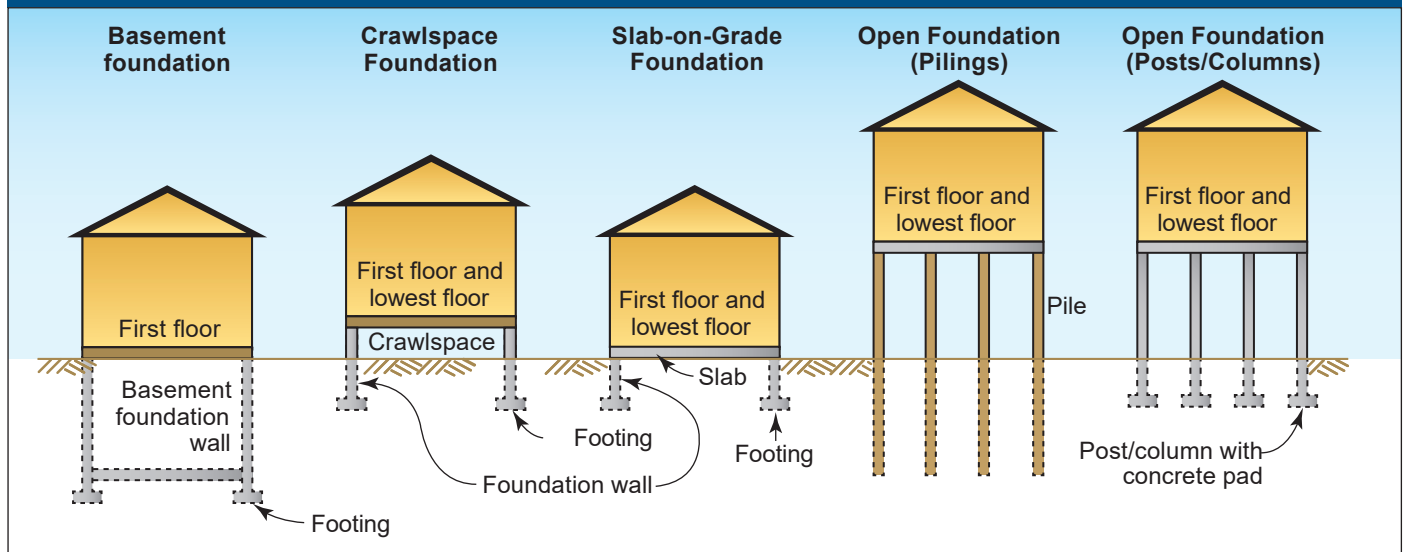 Basement
foundation
Crawlspace
Foundation
Slab-on-Grade
Foundation
Open Foundation
(Pilings)
Open Foundation
(Posts/Columns)
First floor
Basement
foundation
wall
Footing
First floor and
lowest floor
Crawlspace
Footing
Foundation wall
First floor and
lowest floor
Slab
Footing
First floor and
lowest floor
Pile
First floor and
lowest floor
Post/column with
concrete pad